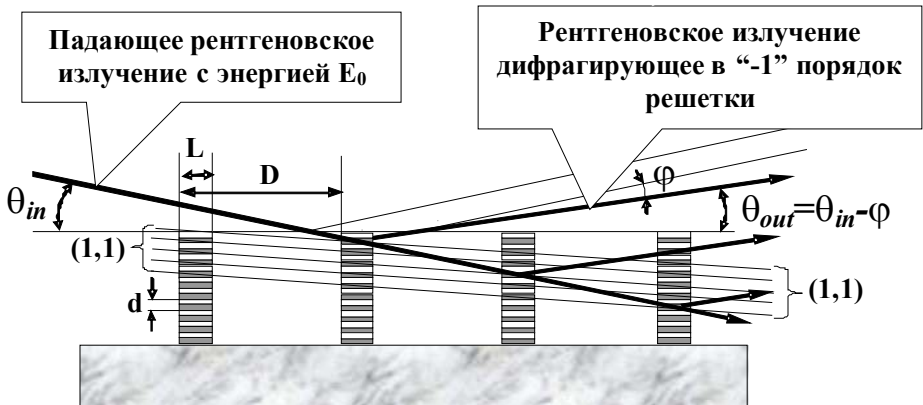 Падающее рентгеновское
излучение с энергией E₀
Рентгеновское излучение
дифрагирующее в “-1” порядок
решетки
L
D
φ
θin
θout=θin-φ
(1,1)
(1,1)
d